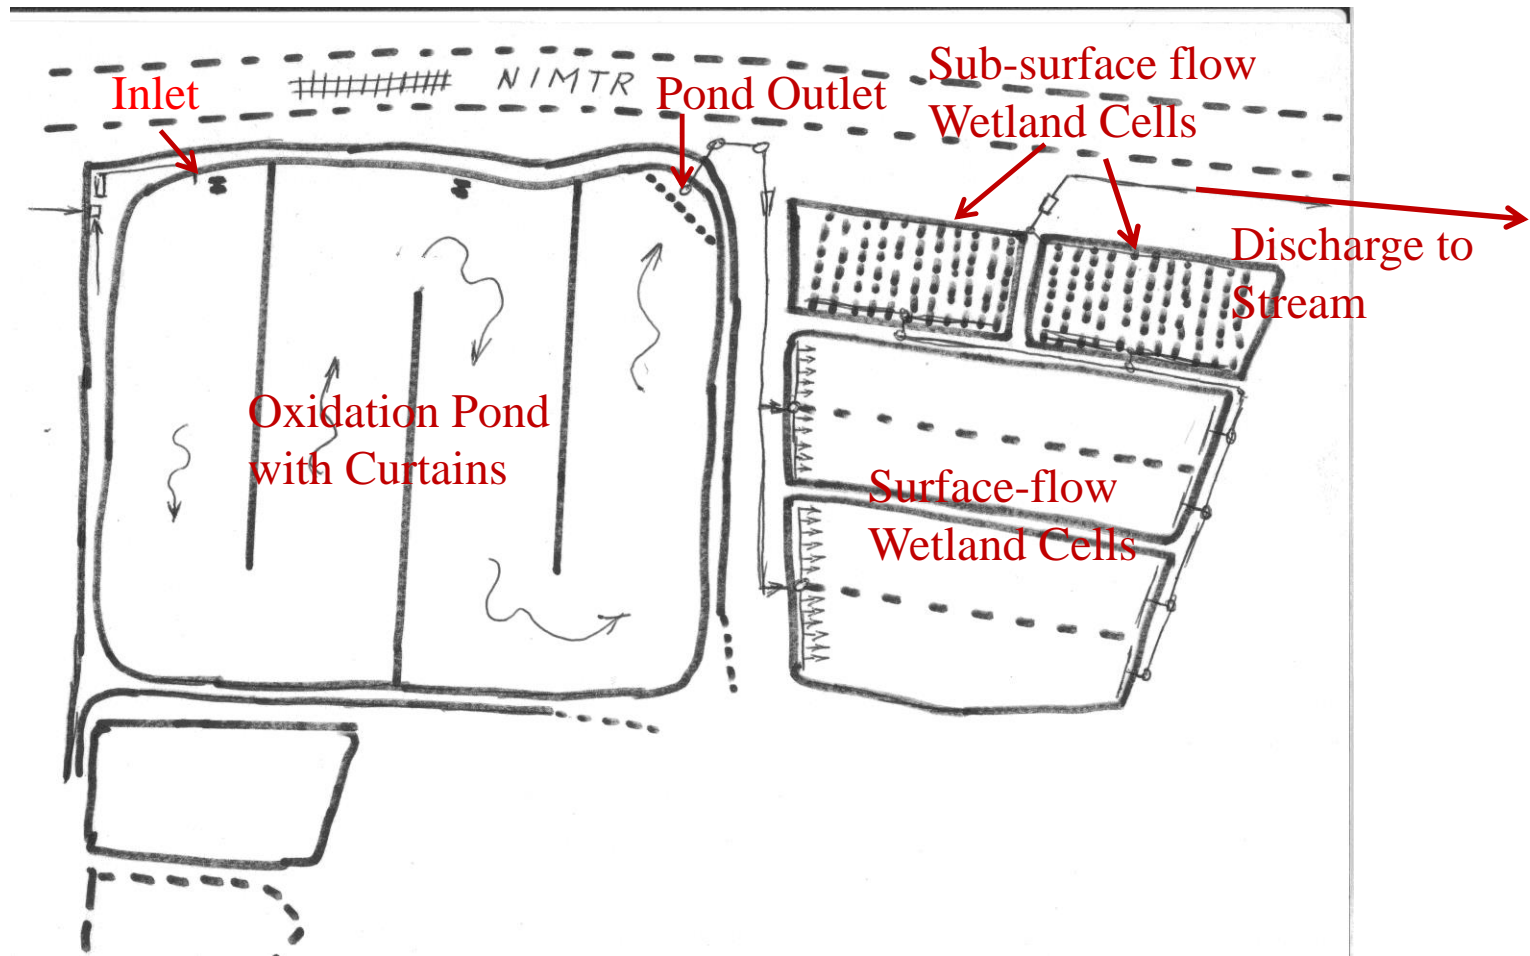 NIMTR
Inlet
Pond Outlet
Sub-surface flow
Wetland Cells
Discharge to
Stream
Oxidation Pond
with Curtains
Surface-flow
Wetland Cells